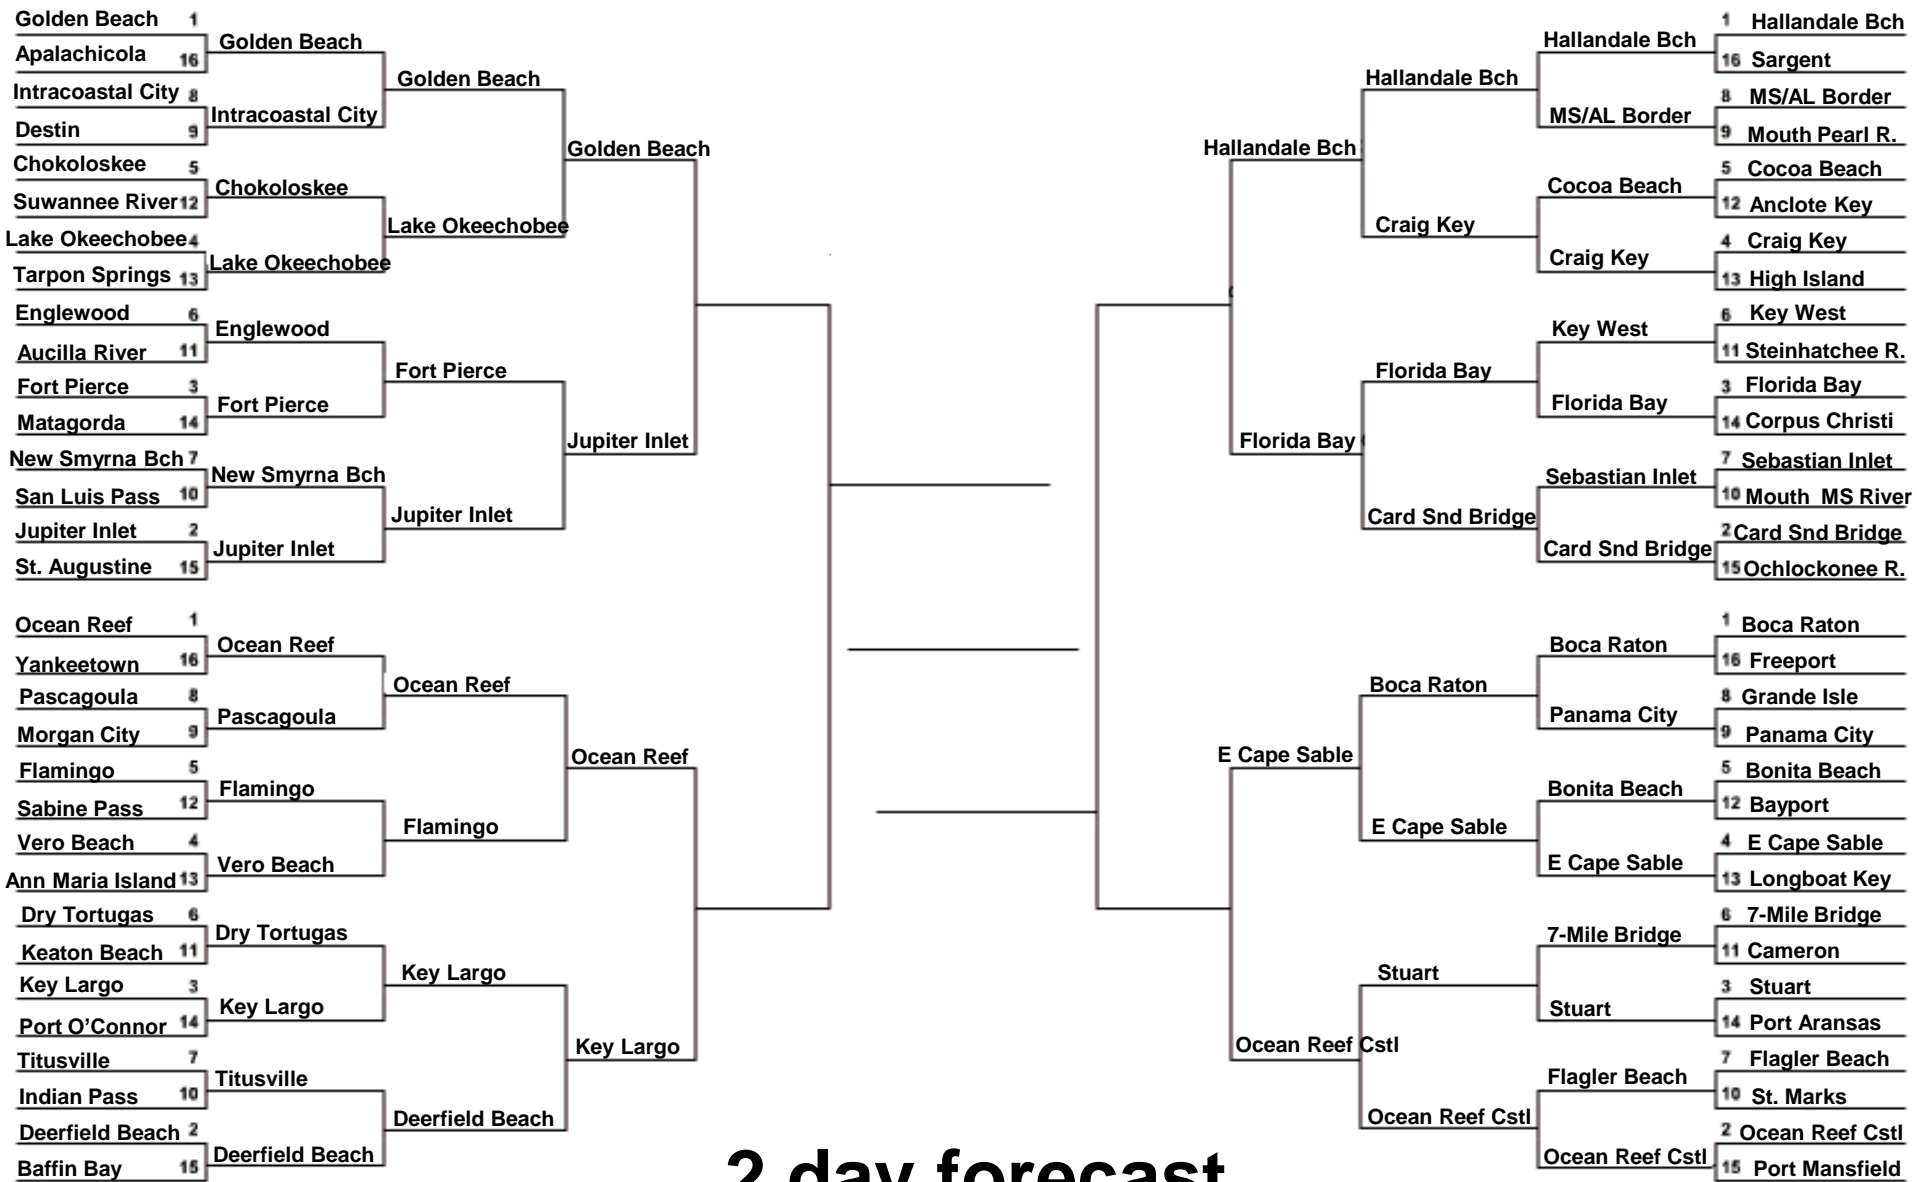 Golden Beach 1
Apalachicola 16
Intracoastal City 8
Destin 9
Chokoloskee 5
Suwannee River 12
Lake Okeechobee 4
Tarpon Springs 13
Englewood 6
Aucilla River 11
Fort Pierce 3
Matagorda 14
New Smyrna Bch 7
San Luis Pass 10
Jupiter Inlet 2
St. Augustine 15
Ocean Reef 1
Yankeetown 16
Pascagoula 8
Morgan City 9
Flamingo 5
Sabine Pass 12
Vero Beach 4
Ann Maria Island 13
Dry Tortugas 6
Keaton Beach 11
Key Largo 3
Port O’Connor 14
Titusville 7
Indian Pass 10
Deerfield Beach 2
Baffin Bay 15
Golden Beach
Intracoastal City
Chokoloskee
Lake Okeechobee
Englewood
Fort Pierce
New Smyrna Bch
Jupiter Inlet
Ocean Reef
Pascagoula
Flamingo
Vero Beach
Dry Tortugas
Key Largo
Titusville
Deerfield Beach
Golden Beach
Lake Okeechobee
Fort Pierce
Jupiter Inlet
Ocean Reef
Flamingo
Key Largo
Deerfield Beach
Golden Beach
Jupiter Inlet
Ocean Reef
Key Largo
Hallandale Bch
Florida Bay
E Cape Sable
Ocean Reef Cstl
Hallandale Bch
Craig Key
Florida Bay
Card Snd Bridge
Boca Raton
E Cape Sable
Stuart
Ocean Reef Cstl
Hallandale Bch
MS/AL Border
Cocoa Beach
Craig Key
Key West
Florida Bay
Sebastian Inlet
Card Snd Bridge
Boca Raton
Panama City
Bonita Beach
E Cape Sable
7-Mile Bridge
Stuart
Flagler Beach
Ocean Reef Cstl
1 Hallandale Bch
16 Sargent
8 MS/AL Border
9 Mouth Pearl R.
5 Cocoa Beach
12 Anclote Key
4 Craig Key
13 High Island
6 Key West
11 Steinhatchee R.
3 Florida Bay
14 Corpus Christi
7 Sebastian Inlet
10 Mouth MS River
2 Card Snd Bridge
15 Ochlockonee R.
1 Boca Raton
16 Freeport
8 Grande Isle
9 Panama City
5 Bonita Beach
12 Bayport
4 E Cape Sable
13 Longboat Key
6 7-Mile Bridge
11 Cameron
3 Stuart
14 Port Aransas
7 Flagler Beach
10 St. Marks
2 Ocean Reef Cstl
15 Port Mansfield
2 day forecast